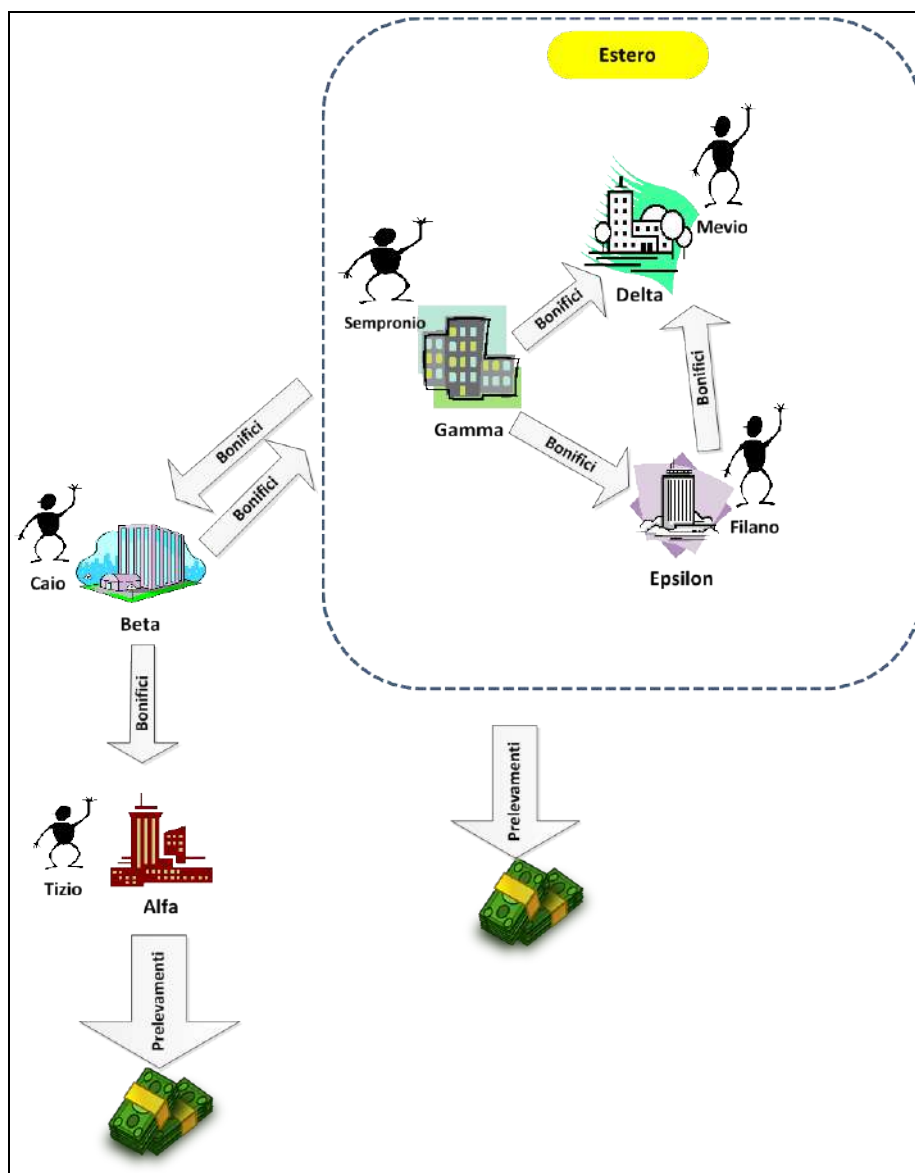 Estero
Mevio
Delta
Bonifici
Sempronio
Bonifici
Gamma
Bonifici
Bonifici
Filano
Epsilon
Bonifici
Bonifici
Caio
Beta
Bonifici
Prelevamenti
Tizio
Alfa
Prelevamenti